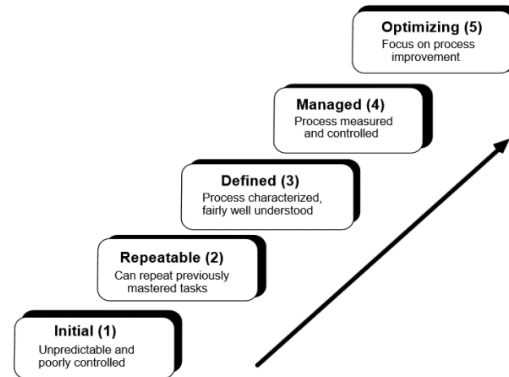 Optimizing (5)
Focus on process
improvement
Managed (4)
Process measured
and controlled
Defined (3)
Process characterized,
fairly well understood
Repeatable (2)
Can repeat previously
mastered tasks
Initial (1)
Unpredictable and
poorly controlled